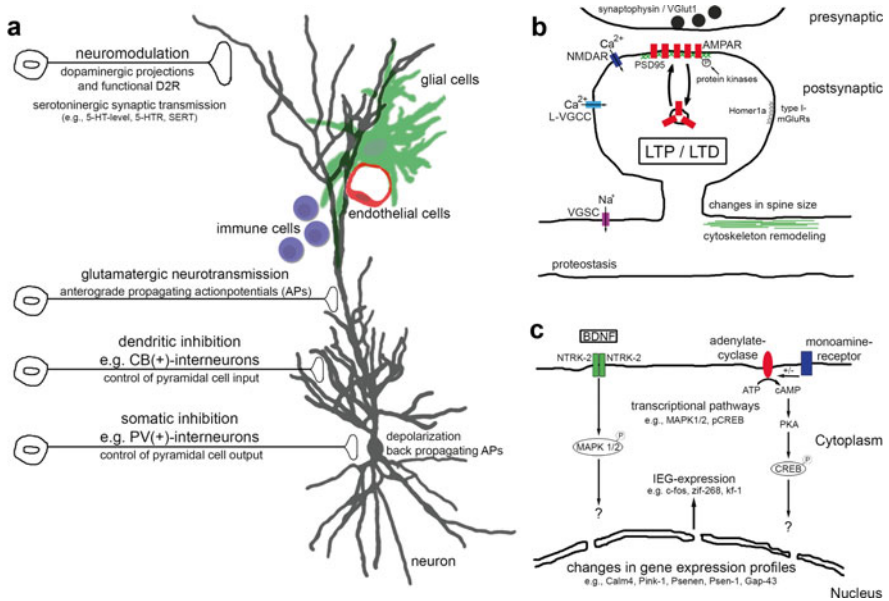 a
neuromodulation
dopaminergic projections
and functional D2R
serotoninergic synaptic transmission
(e.g., 5-HT-level, 5-HTR, SERT)
glial cells
endothelial cells
immune cells
glutamatergic neurotransmission
anterograde propagating actionpotentials (APs)
dendritic inhibition
e.g. CB(+)-interneurons
control of pyramidal cell input
somatic inhibition
e.g. PV(+)-interneurons
control of pyramidal cell output
depolarization
back propagating APs
neuron
b
synaptophysin / VGlut1
presynaptic
Ca2+
NMDAR
AMPAR
PSD95
P
protein kinases
postsynaptic
Ca2+
L-VGCC
Homer1a
type I-
mGluRs
LTP / LTD
Na+
VGSC
changes in spine size
cytoskeleton remodeling
proteostasis
c
BDNF
NTRK-2 NTRK-2
adenylate-
cyclase
monoamine-
receptor
+/-
ATP cAMP
transcriptional pathways
e.g., MAPK1/2, pCREB
PKA
Cytoplasm
MAPK 1/2
P
CREB
P
IEG-expression
e.g. c-fos, zif-268, kf-1
? ?
changes in gene expression profiles
e.g., Calm4, Pink-1, Psenen, Psen-1, Gap-43
Nucleus